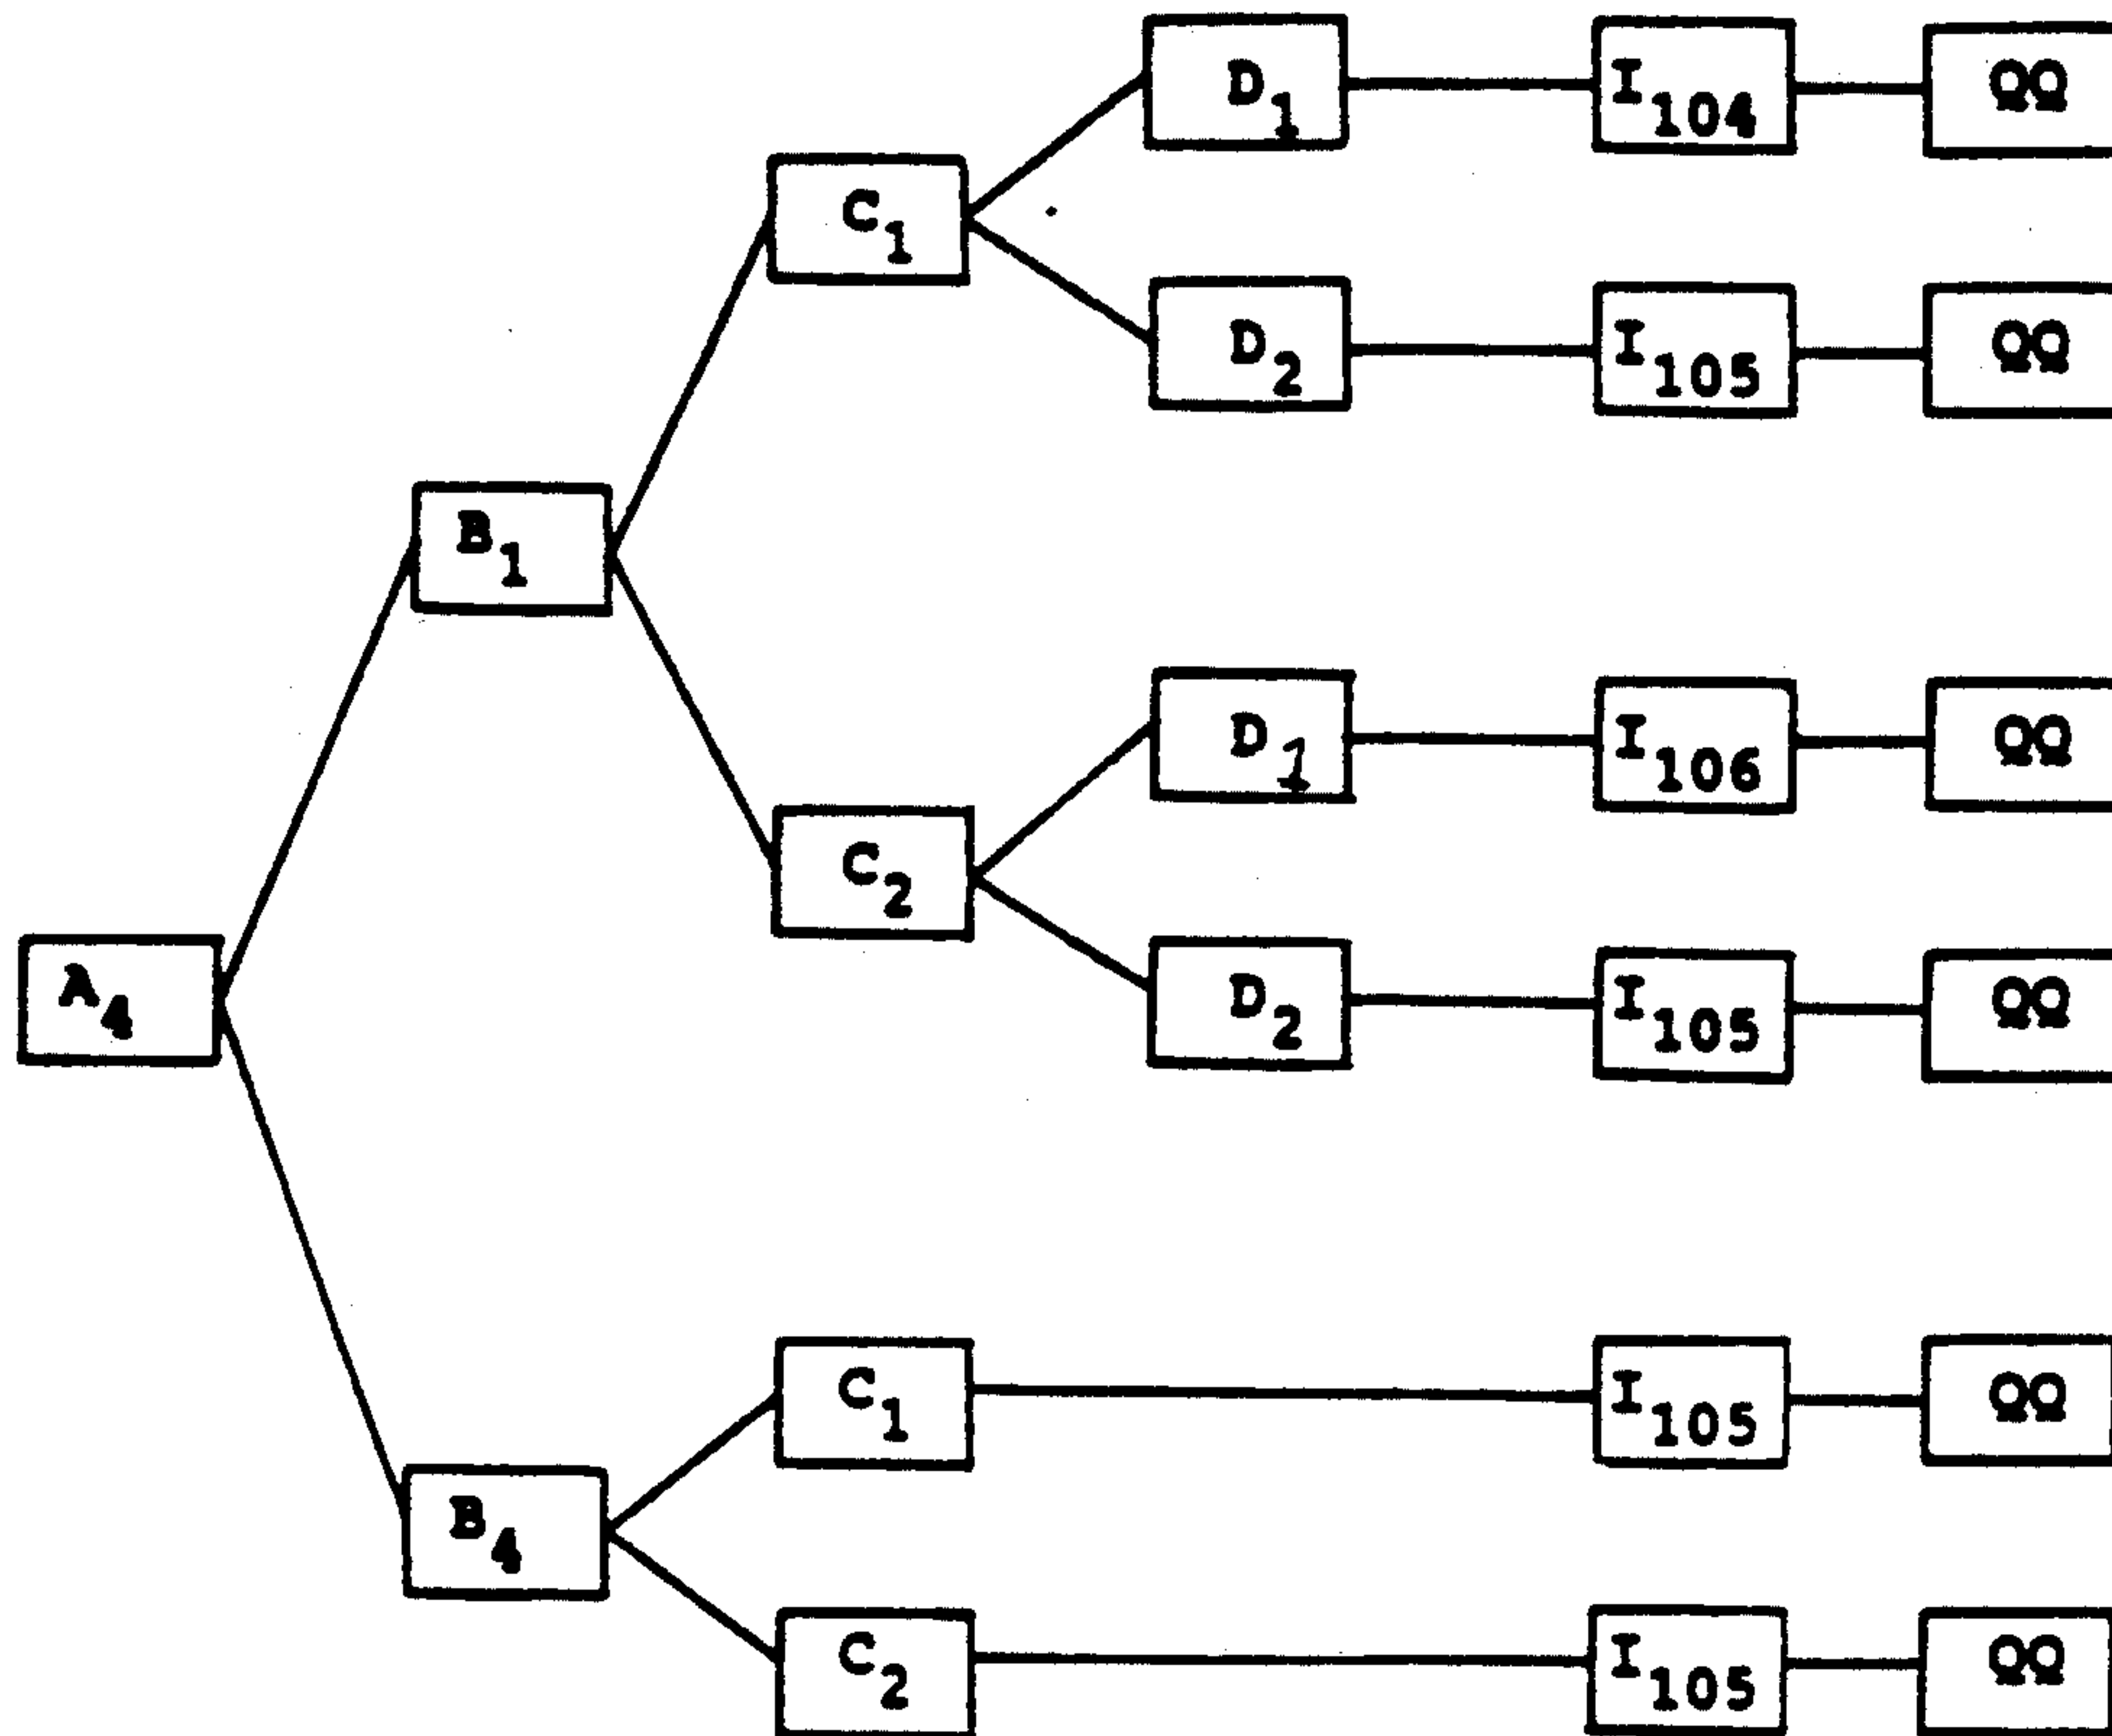 D1 I104 QQ
C1
D2 I105 QQ
B1
D1 I106 QQ
C2
A4 D2 I105 QQ
C1 I105 QQ
B4
C2 I105 QQ